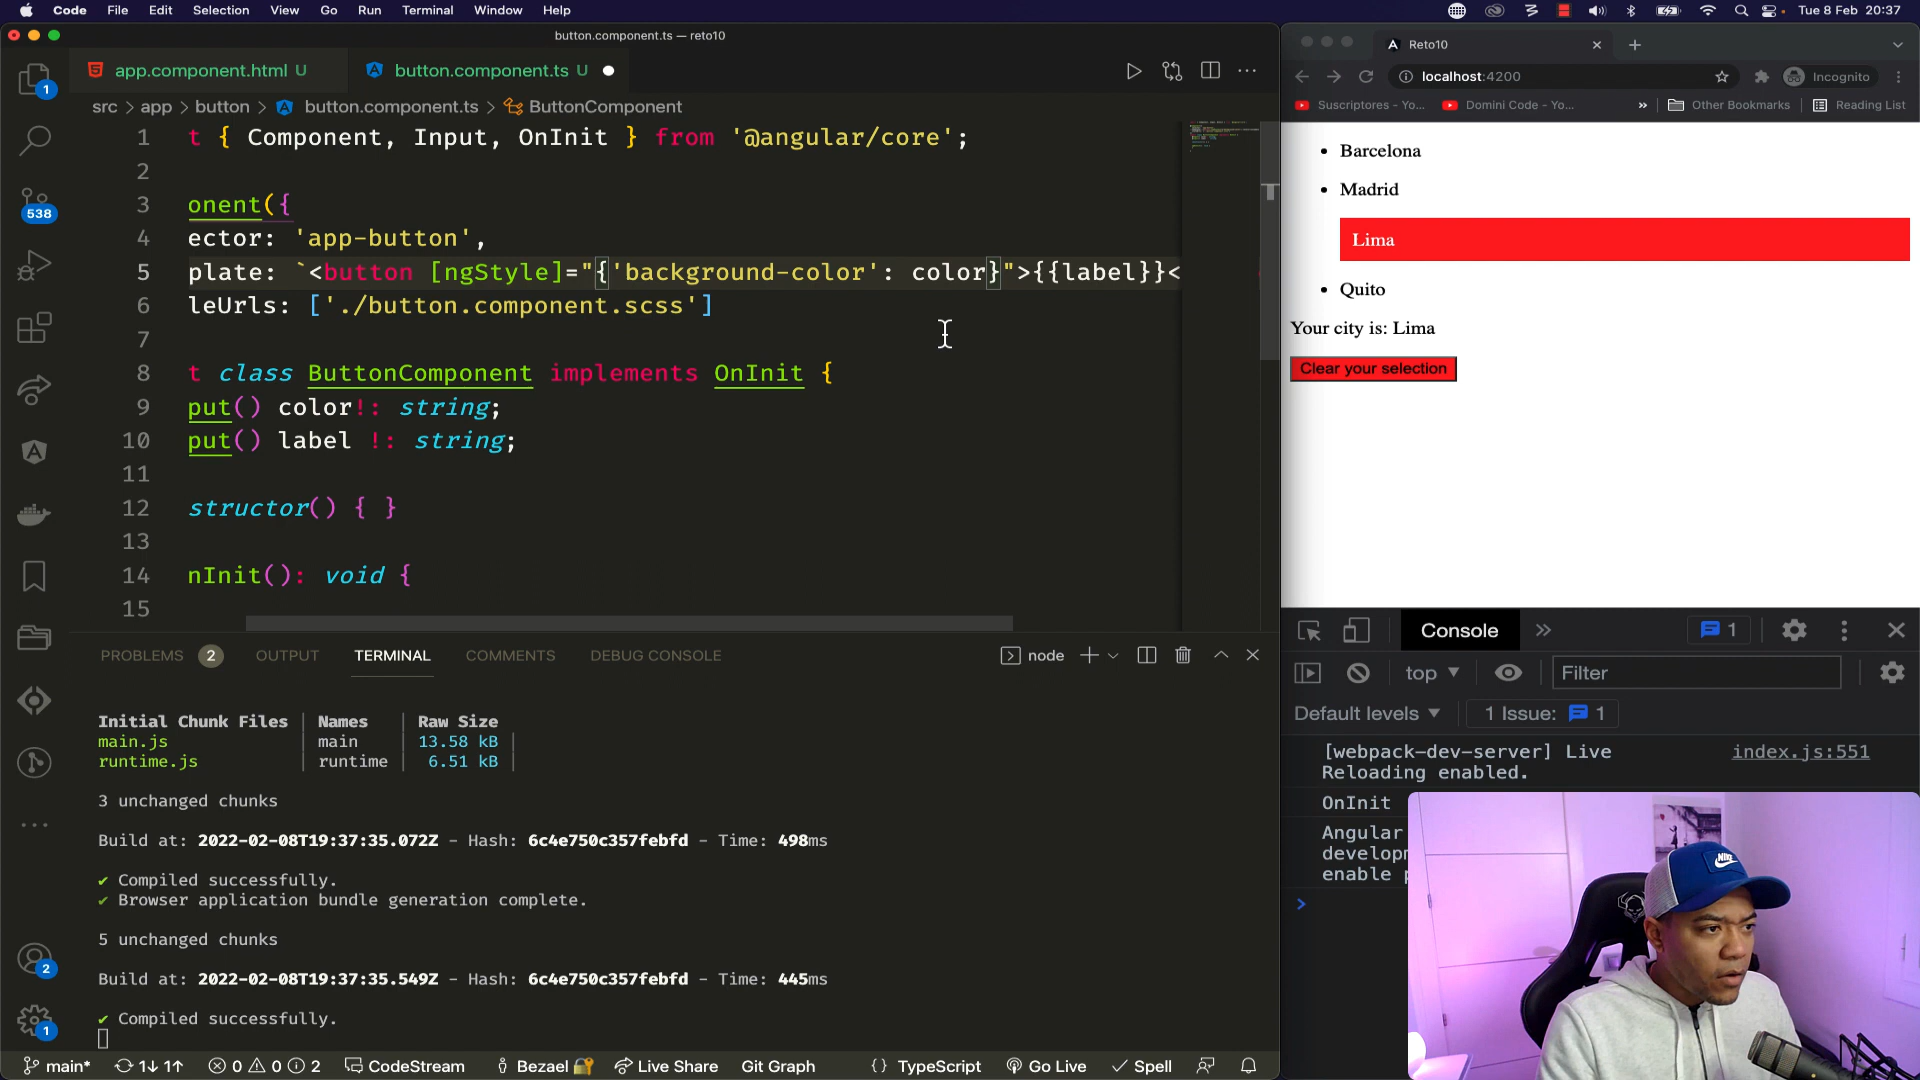 Code File Edit Selection View Go Run Terminal Window Help Tue 8 Feb 20:37
button.component.ts — reto10
app.component.html U button.component.ts U
src > app > button > button.component.ts > ButtonComponent
1 t { Component, Input, OnInit } from '@angular/core';
2
3 onent({
4 ector: 'app-button',
5 plate: `<button [ngStyle]="{'background-color': color}">{{label}}<
6 leUrls: ['./button.component.scss']
7
8 t class ButtonComponent implements OnInit {
9 put() color!: string;
10 put() label !: string;
11
12 structor() { }
13
14 nInit(): void {
15
1
538
2
1
PROBLEMS 2 OUTPUT TERMINAL COMMENTS DEBUG CONSOLE node
Initial Chunk Files | Names | Raw Size
main.js | main | 13.58 kB |
runtime.js | runtime | 6.51 kB |
3 unchanged chunks
Build at: 2022-02-08T19:37:35.072Z - Hash: 6c4e750c357febfd - Time: 498ms
✔ Compiled successfully.
✔ Browser application bundle generation complete.
5 unchanged chunks
Build at: 2022-02-08T19:37:35.549Z - Hash: 6c4e750c357febfd - Time: 445ms
✔ Compiled successfully.
main* 1↓ 1↑ 0 0 2 CodeStream Bezael Live Share Git Graph {} TypeScript Go Live Spell
Reto10
localhost:4200 Incognito
Suscriptores - Yo... Domini Code - Yo... » Other Bookmarks Reading List
• Barcelona
• Madrid
Lima
• Quito
Your city is: Lima
Clear your selection
Console » 1
top Filter
Default levels 1 Issue: 1
[webpack-dev-server] Live index.js:551
Reloading enabled.
OnInit
Angular
developm
enable p
>